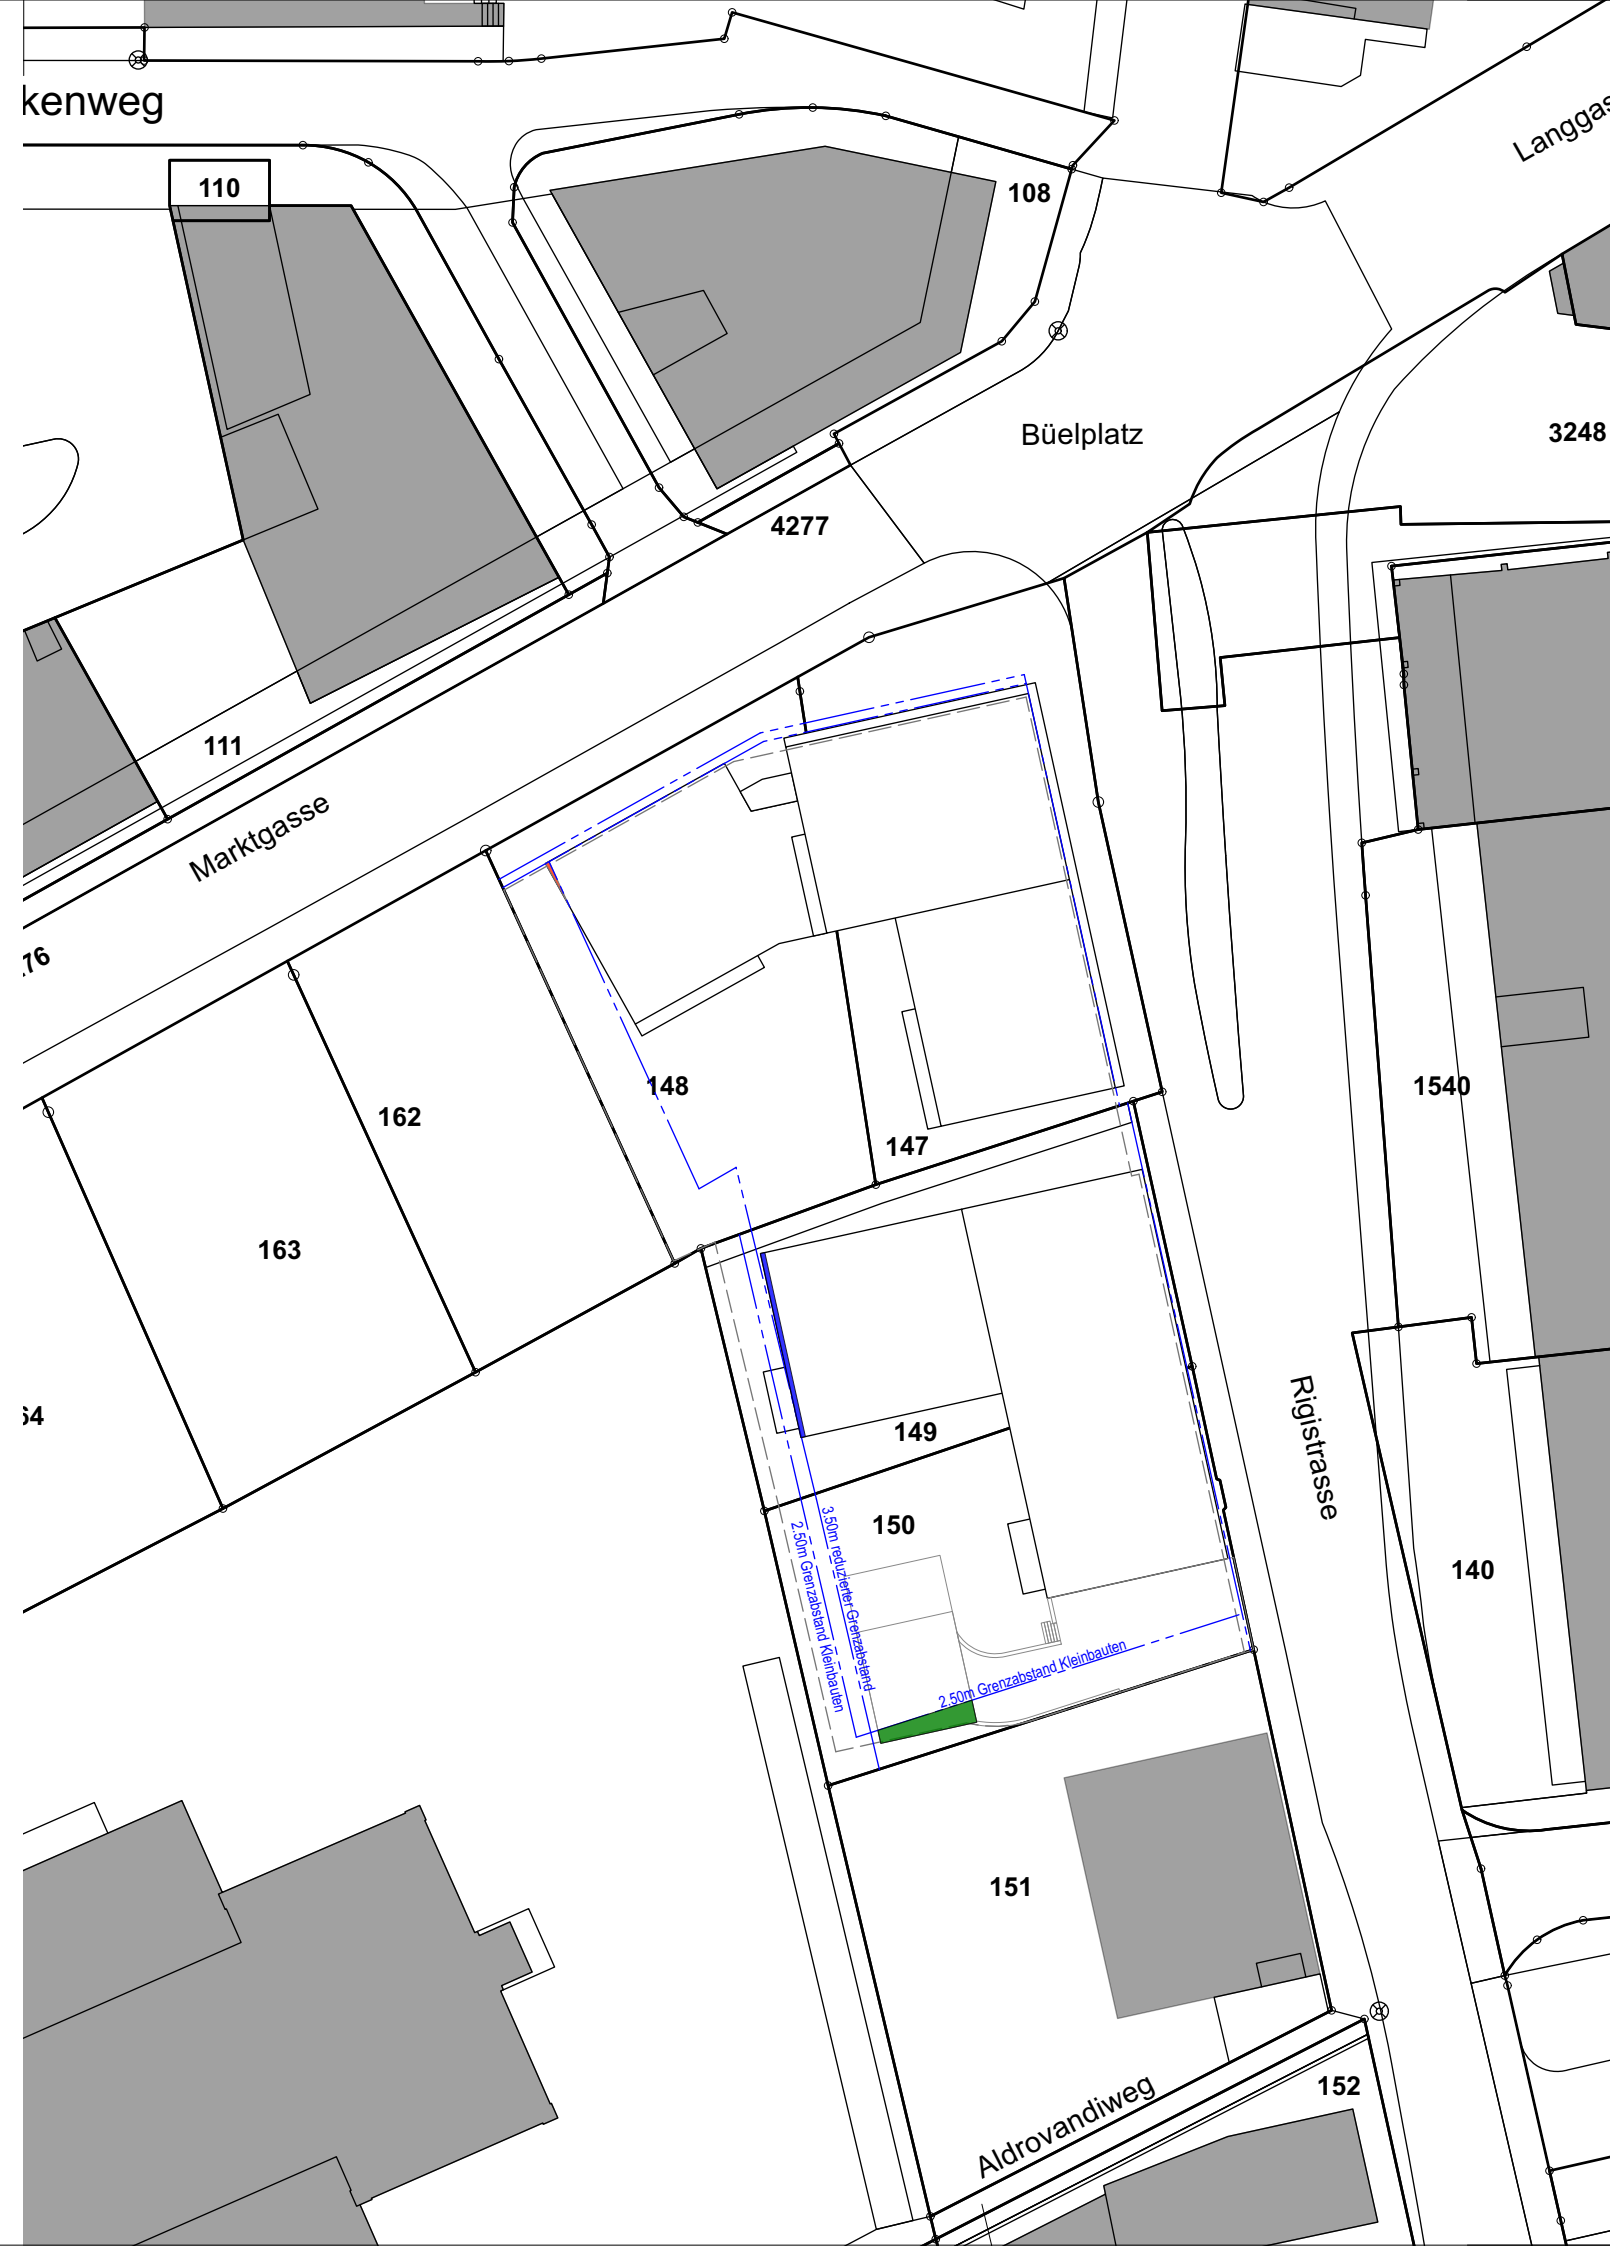 kenweg
Langgas
110
108
Büelplatz
3248
4277
111
Marktgasse
76
148
1540
162
147
163
64
149
Rigistrasse
150
3.50m reduzierter Grenzabstand
2.50m Grenzabstand Kleinbauten
140
2.50m Grenzabstand Kleinbauten
151
152
Aldrovandiweg